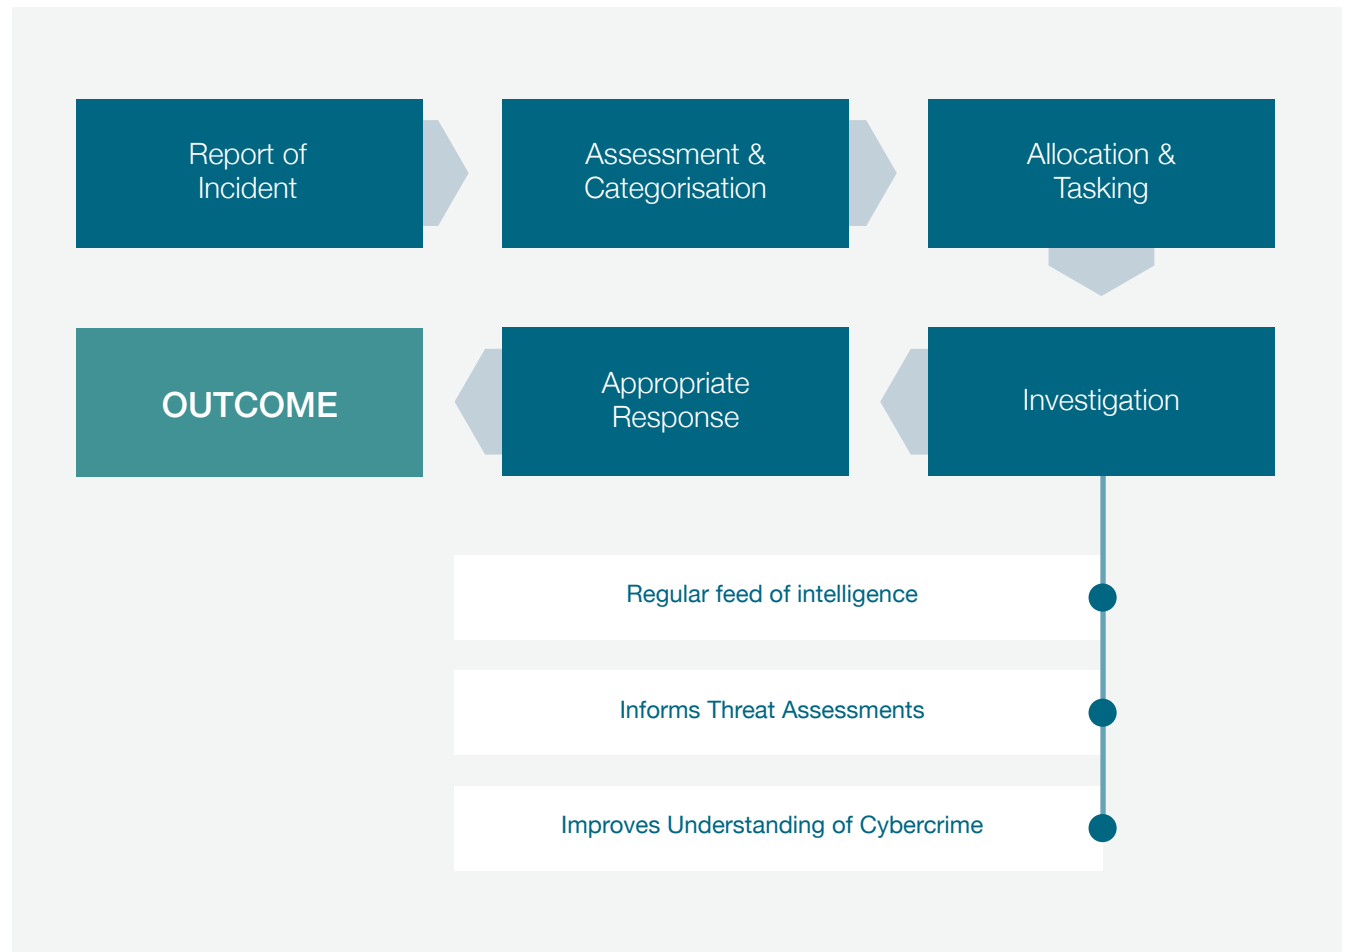 Report of
Incident
Assessment &
Categorisation
Allocation &
Tasking
OUTCOME
Appropriate
Response
Investigation
Regular feed of intelligence
Informs Threat Assessments
Improves Understanding of Cybercrime